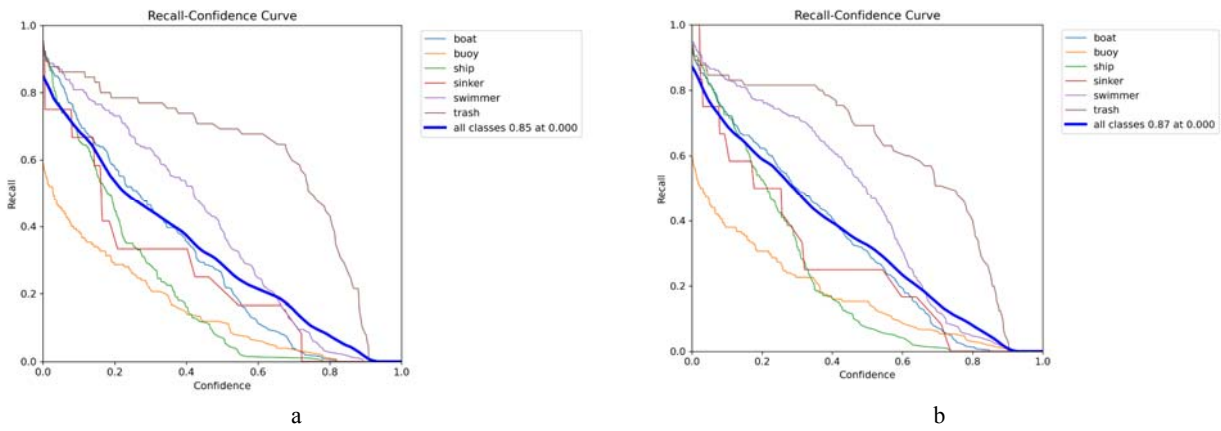 Recall-Confidence Curve
1.0
0.8
0.6
0.4
0.2
0.0
Recall
0.0 0.2 0.4 0.6 0.8 1.0
Confidence
boat
buoy
ship
sinker
swimmer
trash
all classes 0.85 at 0.000
a
Recall-Confidence Curve
1.0
0.8
0.6
0.4
0.2
0.0
Recall
0.0 0.2 0.4 0.6 0.8 1.0
Confidence
boat
buoy
ship
sinker
swimmer
trash
all classes 0.87 at 0.000
b